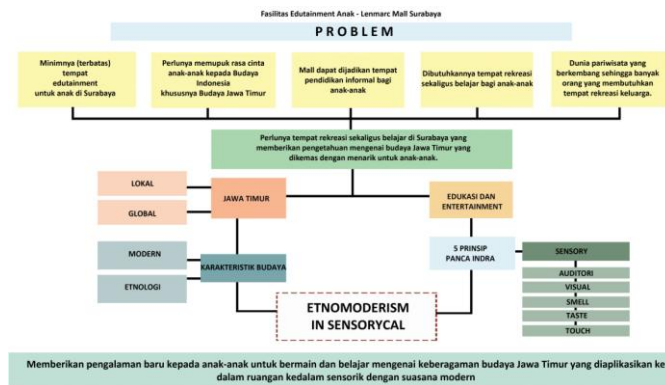 Fasilitas Edutainment Anak - Lenmarc Mall Surabaya
PROBLEM
Minimnya (terbatas)
tempat
edutainment
untuk anak di Surabaya
Perlunya memupuk rasa cinta
anak-anak kepada Budaya
Indonesia
khususnya Budaya Jawa Timur
Mall dapat dijadikan tempat
pendidikan informal bagi
anak-anak
Dibutuhkannya tempat rekreasi
sekaligus belajar bagi anak-anak
Dunia pariwisata yang
berkembang sehingga banyak
orang yang membutuhkan
tempat rekreasi keluarga.
Perlunya tempat rekreasi sekaligus belajar di Surabaya yang
memberikan pengetahuan mengenai budaya Jawa Timur yang
dikemas dengan menarik untuk anak-anak.
LOKAL
GLOBAL
JAWA TIMUR
EDUKASI DAN
ENTERTAINMENT
MODERN
ETNOLOGI
KARAKTERISTIK BUDAYA
5 PRINSIP
PANCA INDRA
SENSORY
AUDITORI
VISUAL
SMELL
TASTE
TOUCH
ETNOMODERISM
IN SENSORYCAL
Memberikan pengalaman baru kepada anak-anak untuk bermain dan belajar mengenai keberagaman budaya Jawa Timur yang diaplikasikan ke
dalam ruangan kedalam sensorik dengan suasana modern